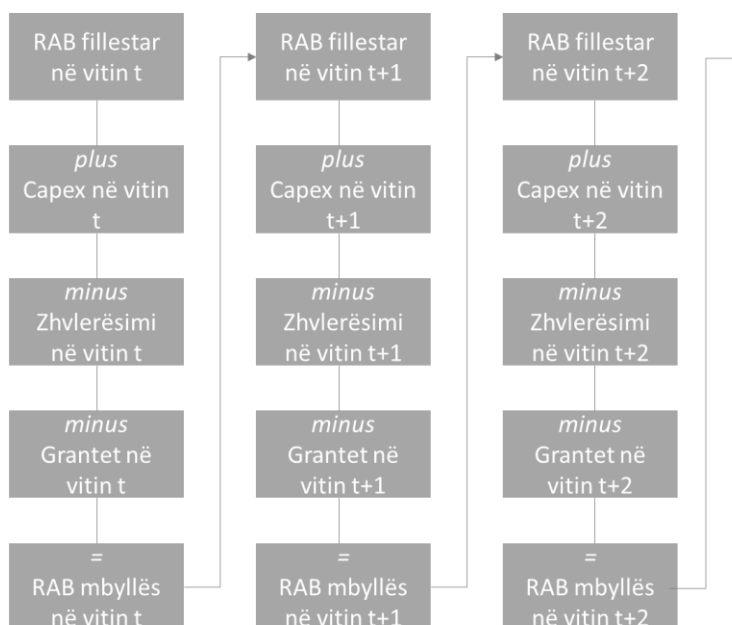 RAB fillestar
në vitin t
plus
Capex në vitin
t
minus
Zhvlerësimi
në vitin t
minus
Grantet në
vitin t
=
RAB mbyllës
në vitin t
RAB fillestar
në vitin t+1
plus
Capex në vitin
t+1
minus
Zhvlerësimi
në vitin t+1
minus
Grantet në
vitin t+1
=
RAB mbyllës
në vitin t+1
RAB fillestar
në vitin t+2
plus
Capex në vitin
t+2
minus
Zhvlerësimi
në vitin t+2
minus
Grantet në
vitin t+2
=
RAB mbyllës
në vitin t+2